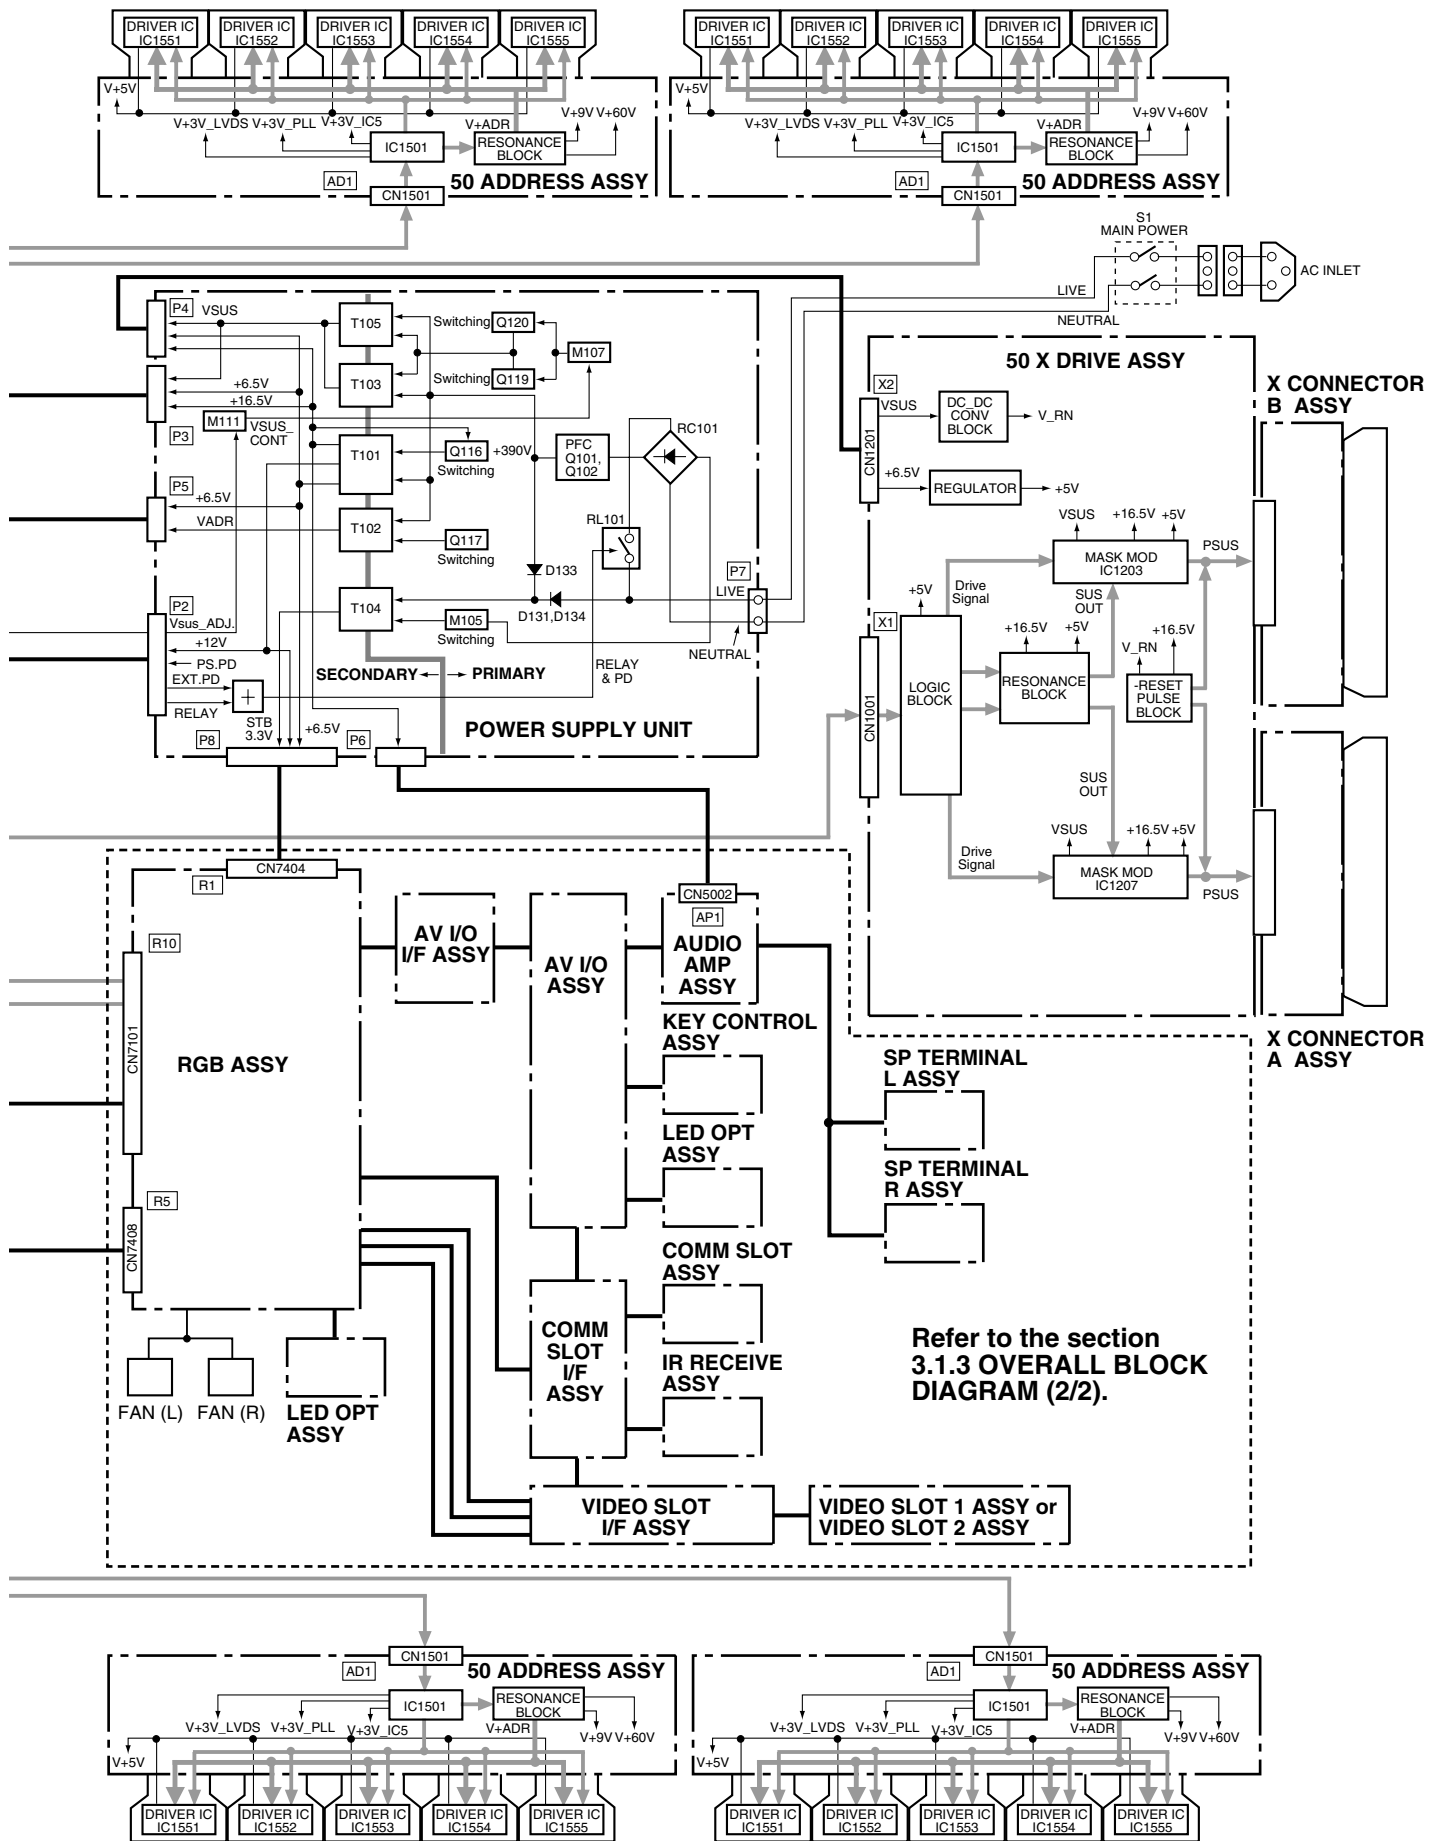 DRIVER IC
IC1551
DRIVER IC
IC1552
DRIVER IC
IC1553
DRIVER IC
IC1554
DRIVER IC
IC1555
V+5V
V+3V_LVDS
V+3V_PLL
V+3V_IC5
V+ADR
V+9V
V+60V
IC1501
RESONANCE
BLOCK
AD1
50 ADDRESS ASSY
CN1501
DRIVER IC
IC1551
DRIVER IC
IC1552
DRIVER IC
IC1553
DRIVER IC
IC1554
DRIVER IC
IC1555
V+5V
V+3V_LVDS
V+3V_PLL
V+3V_IC5
V+ADR
V+9V
V+60V
IC1501
RESONANCE
BLOCK
AD1
50 ADDRESS ASSY
CN1501
S1
MAIN POWER
AC INLET
LIVE
NEUTRAL
P4
VSUS
T105
Switching
Q120
M107
Switching
Q119
T103
+6.5V
+16.5V
M111
VSUS_
CONT
P3
T101
Q116
+390V
Switching
PFC
Q101,
Q102
RC101
P5
+6.5V
VADR
T102
Q117
Switching
RL101
D133
P7
LIVE
T104
D131,D134
M105
Switching
NEUTRAL
P2
Vsus_ADJ.
+12V
PS.PD
EXT.PD
RELAY
+
STB
3.3V
+6.5V
SECONDARY
PRIMARY
RELAY
& PD
POWER SUPPLY UNIT
P8
P6
50 X DRIVE ASSY
X2
CN1201
VSUS
DC_DC
CONV
BLOCK
V_RN
+6.5V
REGULATOR
+5V
VSUS
+16.5V
+5V
MASK MOD
IC1203
PSUS
Drive
Signal
SUS
OUT
+5V
X1
CN1001
LOGIC
BLOCK
+16.5V
+5V
RESONANCE
BLOCK
V_RN
+16.5V
-RESET
PULSE
BLOCK
SUS
OUT
VSUS
+16.5V
+5V
Drive
Signal
MASK MOD
IC1207
PSUS
X CONNECTOR
B ASSY
X CONNECTOR
A ASSY
CN7404
R1
R10
CN7101
RGB ASSY
R5
CN7408
AV I/O
I/F ASSY
AV I/O
ASSY
CN5002
AP1
AUDIO
AMP
ASSY
KEY CONTROL
ASSY
LED OPT
ASSY
SP TERMINAL
L ASSY
SP TERMINAL
R ASSY
COMM SLOT
ASSY
COMM
SLOT
I/F
ASSY
IR RECEIVE
ASSY
FAN (L)
FAN (R)
LED OPT
ASSY
Refer to the section
3.1.3 OVERALL BLOCK
DIAGRAM (2/2).
VIDEO SLOT
I/F ASSY
VIDEO SLOT 1 ASSY or
VIDEO SLOT 2 ASSY
CN1501
AD1
50 ADDRESS ASSY
IC1501
RESONANCE
BLOCK
V+3V_LVDS
V+3V_PLL
V+3V_IC5
V+ADR
V+9V
V+60V
V+5V
DRIVER IC
IC1551
DRIVER IC
IC1552
DRIVER IC
IC1553
DRIVER IC
IC1554
DRIVER IC
IC1555
CN1501
AD1
50 ADDRESS ASSY
IC1501
RESONANCE
BLOCK
V+3V_LVDS
V+3V_PLL
V+3V_IC5
V+ADR
V+9V
V+60V
V+5V
DRIVER IC
IC1551
DRIVER IC
IC1552
DRIVER IC
IC1553
DRIVER IC
IC1554
DRIVER IC
IC1555